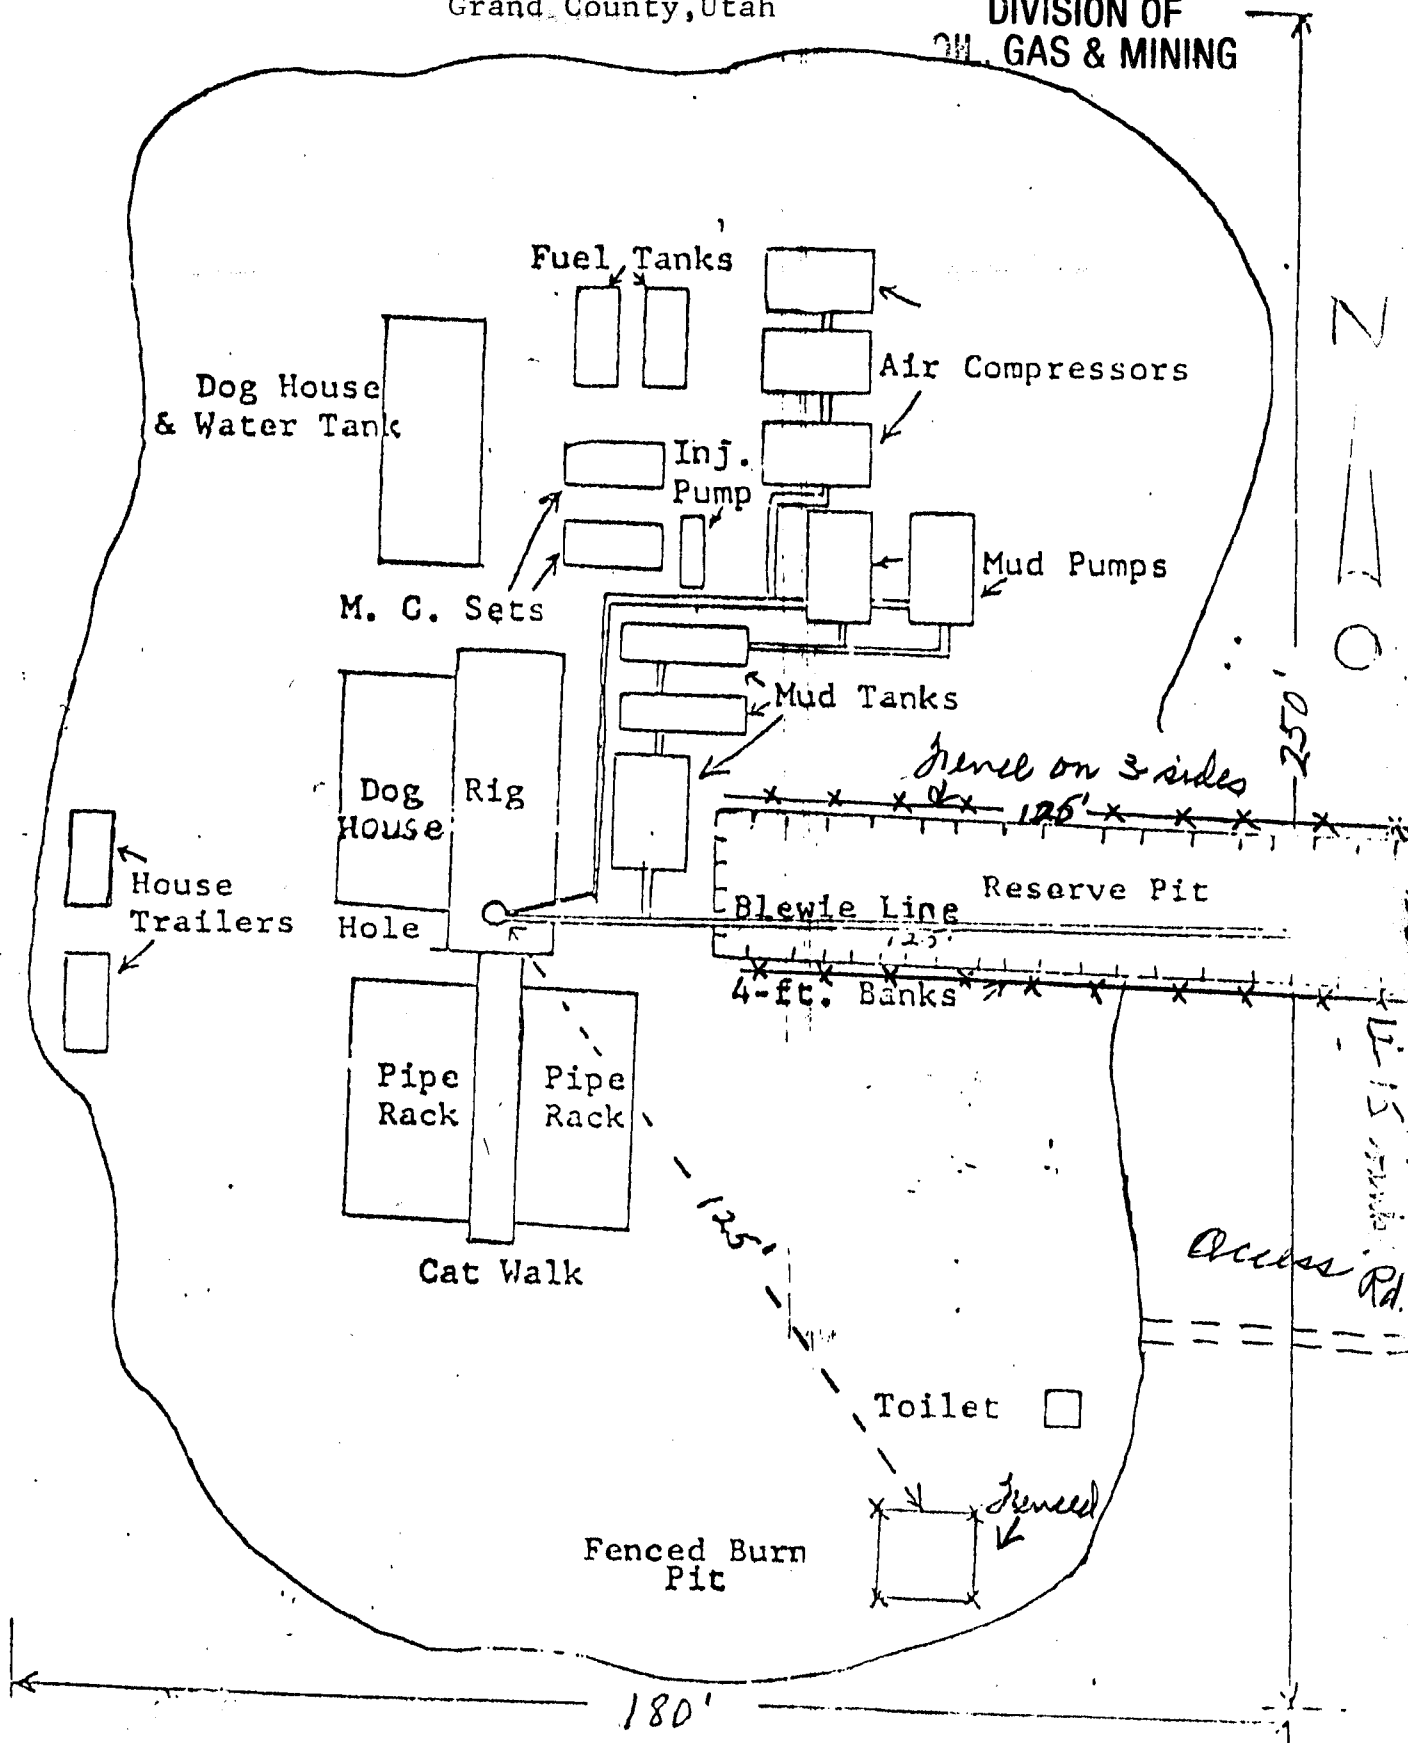 Grand County,Utah
DIVISION OF
OIL, GAS & MINING
Fuel Tanks
Dog House
& Water Tank
Air Compressors
Inj.
Pump
M. C. Sets
Mud Pumps
N
250'
Mud Tanks
Fence on 3 sides
125'
Dog
House
Rig
House
Trailers
Hole
Reserve Pit
Blewie Line
125'
4-ft. Banks
Pipe
Rack
Pipe
Rack
125'
Cat Walk
Access Rd.
Toilet
Fenced
Fenced Burn
Pit
180'